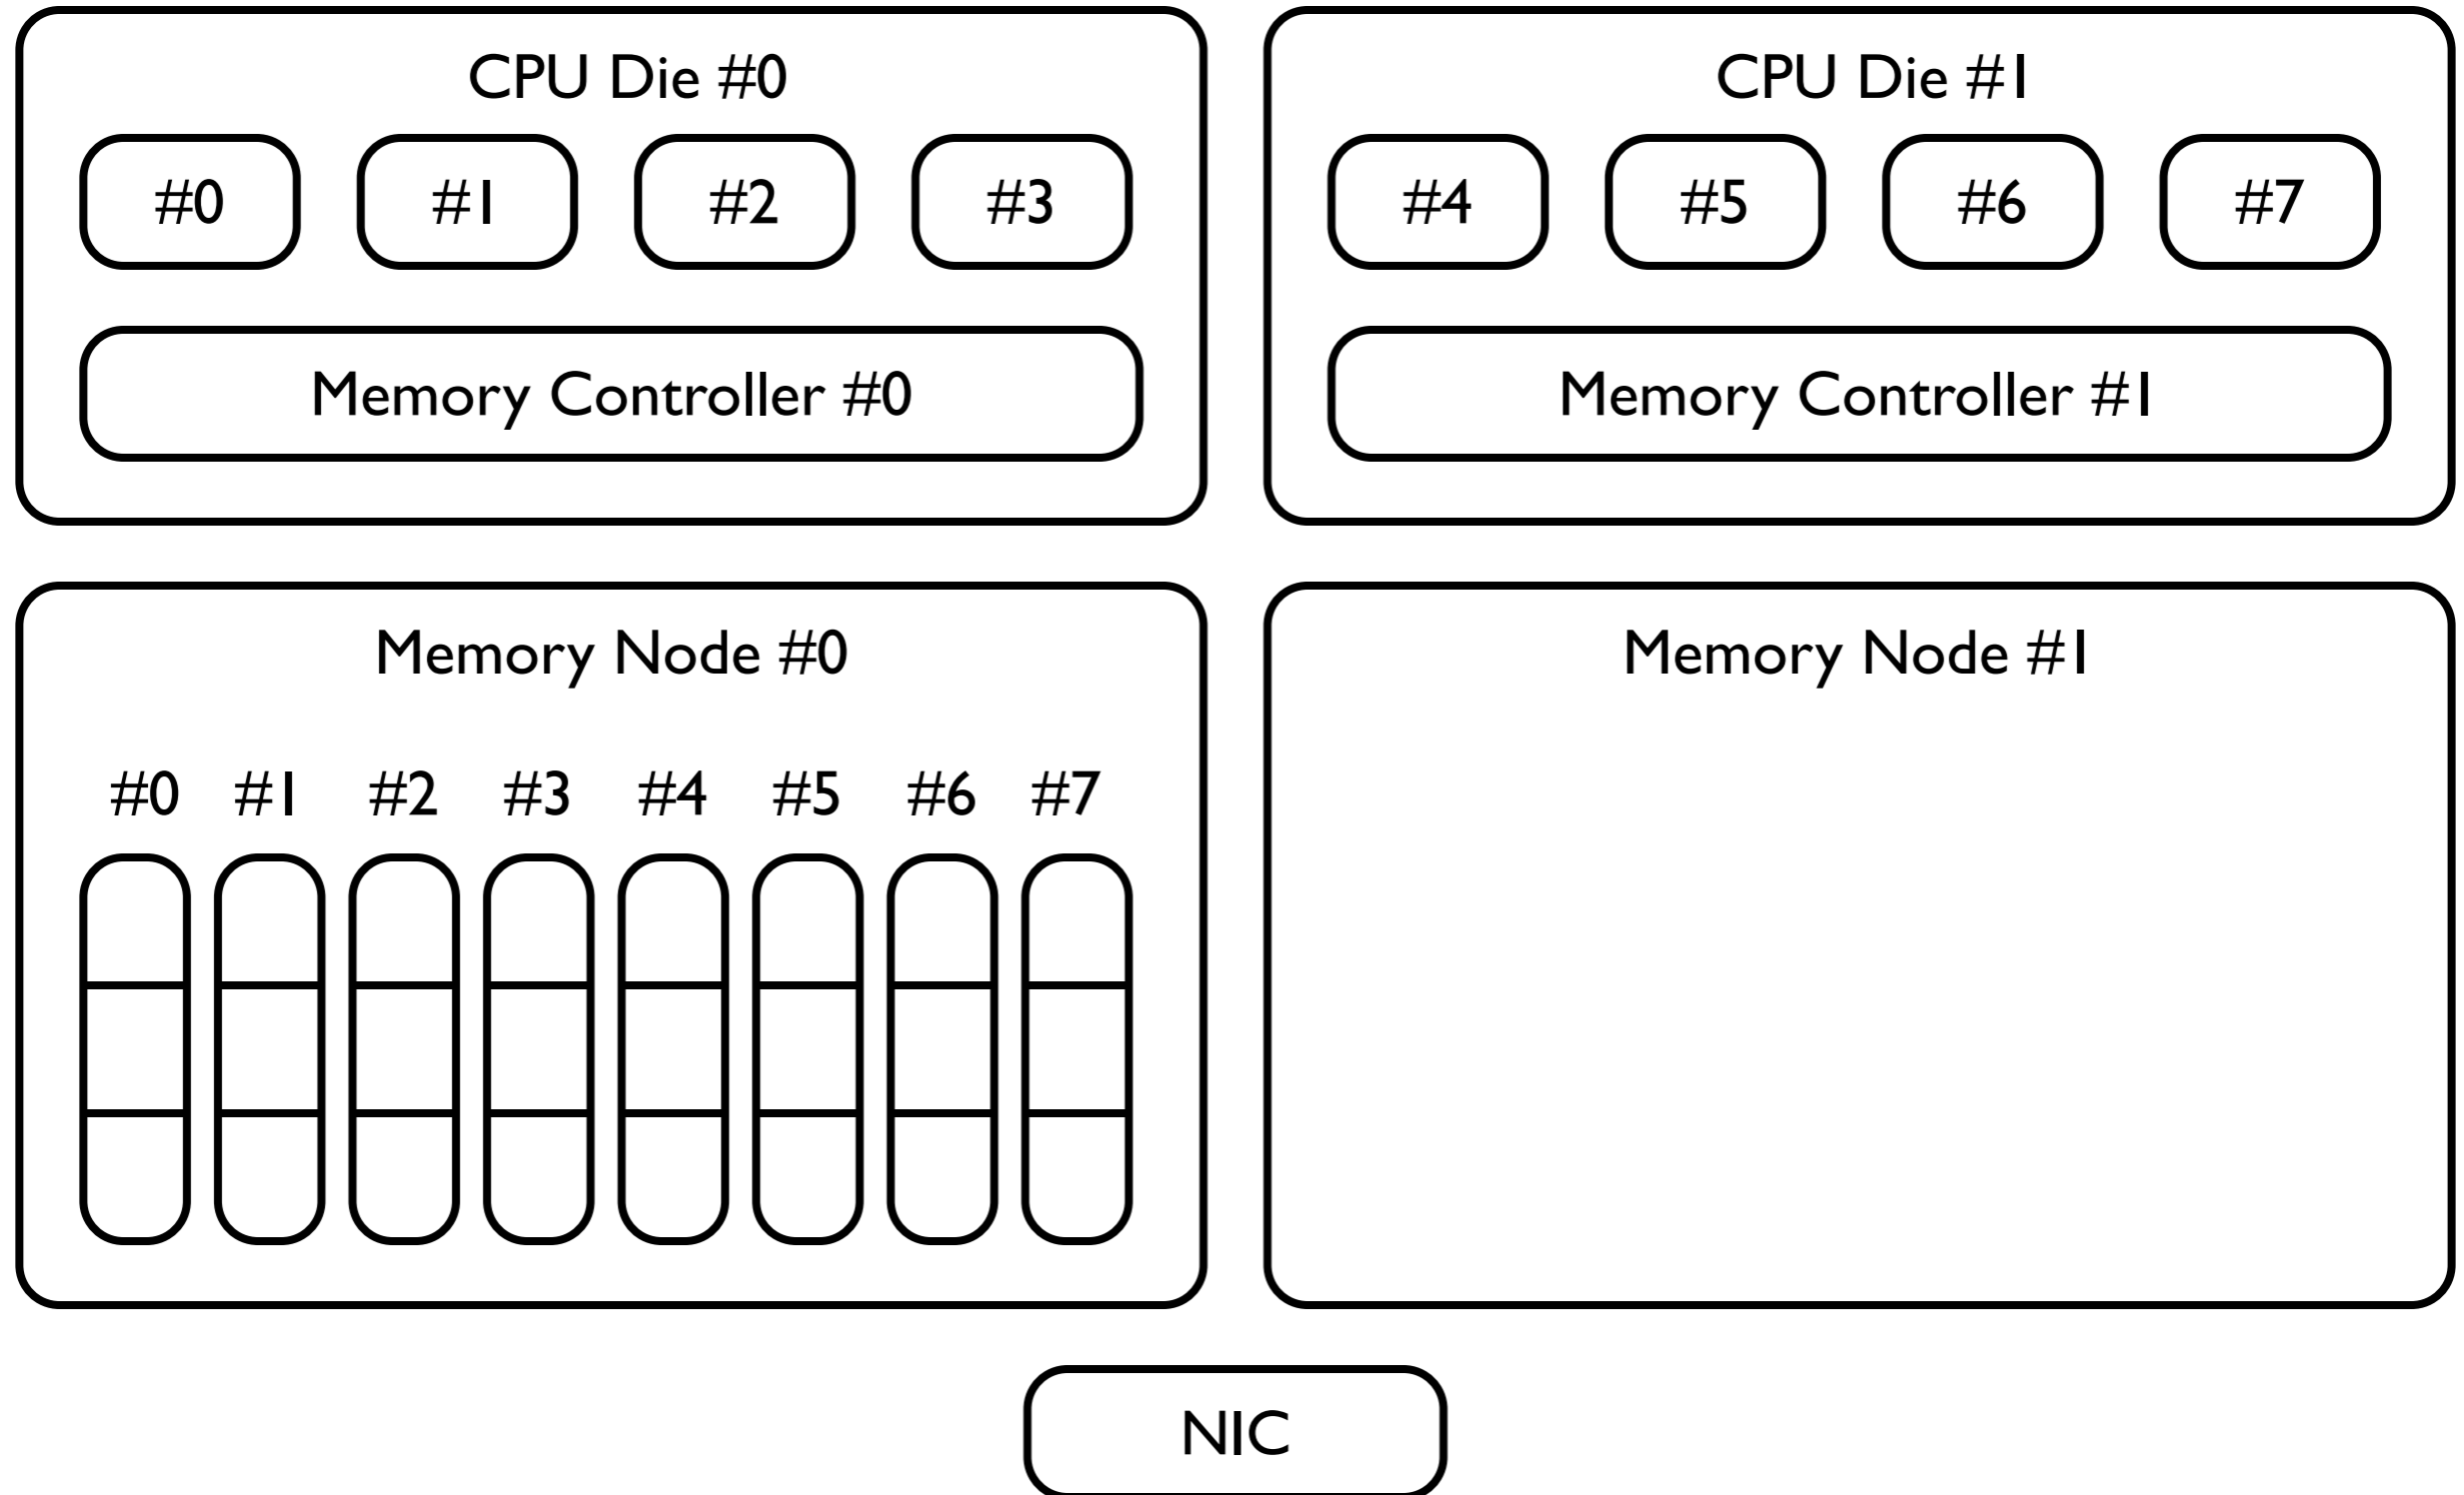 CPU Die #0
#0 #1 #2 #3
Memory Controller #0
CPU Die #1
#4 #5 #6 #7
Memory Controller #1
Memory Node #0
#0 #1 #2 #3 #4 #5 #6 #7
Memory Node #1
NIC